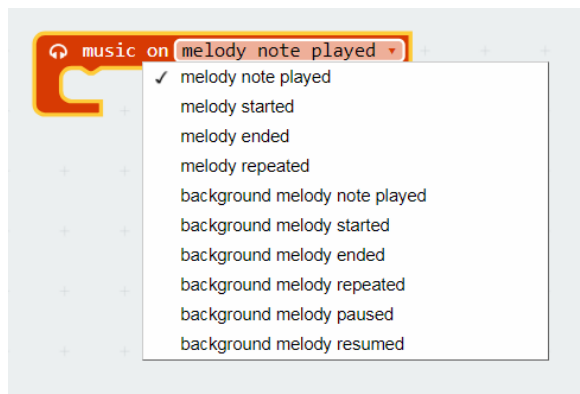 music on melody note played
melody note played
melody started
melody ended
melody repeated
background melody note played
background melody started
background melody ended
background melody repeated
background melody paused
background melody resumed